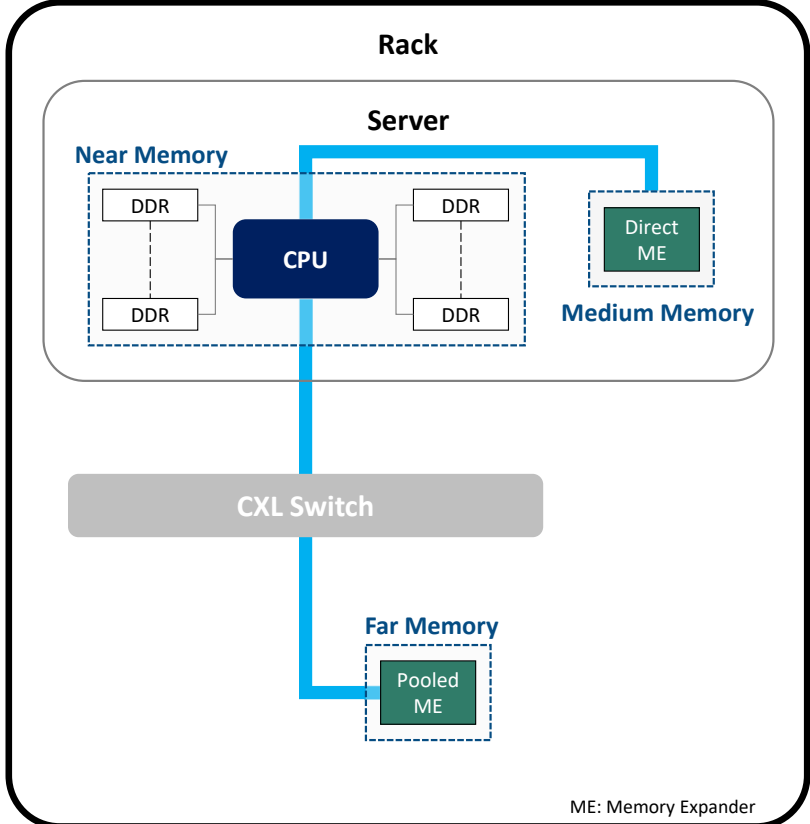 Rack
Server
Near Memory
DDR
DDR
CPU
DDR
DDR
Direct
ME
Medium Memory
CXL Switch
Far Memory
Pooled
ME
ME: Memory Expander